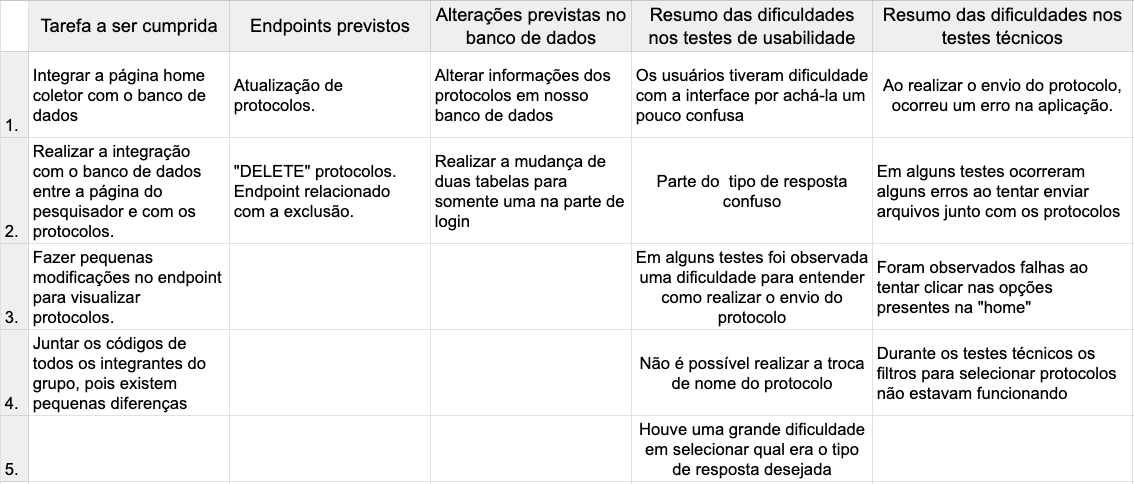 Tarefa a ser cumprida
Endpoints previstos
Alterações previstas no
banco de dados
Resumo das dificuldades
nos testes de usabilidade
Resumo das dificuldades nos
testes técnicos
1.
Integrar a página home
coletor com o banco de
dados
Atualização de
protocolos.
Alterar informações dos
protocolos em nosso
banco de dados
Os usuários tiveram dificuldade
com a interface por achá-la um
pouco confusa
Ao realizar o envio do protocolo,
ocorreu um erro na aplicação.
2.
Realizar a integração
com o banco de dados
entre a página do
pesquisador e com os
protocolos.
"DELETE" protocolos.
Endpoint relacionado
com a exclusão.
Realizar a mudança de
duas tabelas para
somente uma na parte de
login
Parte do tipo de resposta
confuso
Em alguns testes ocorreram
alguns erros ao tentar enviar
arquivos junto com os protocolos
3.
Fazer pequenas
modificações no endpoint
para visualizar
protocolos.
Em alguns testes foi observada
uma dificuldade para entender
como realizar o envio do
protocolo
Foram observados falhas ao
tentar clicar nas opções
presentes na "home"
4.
Juntar os códigos de
todos os integrantes do
grupo, pois existem
pequenas diferenças
Não é possível realizar a troca
de nome do protocolo
Durante os testes técnicos os
filtros para selecionar protocolos
não estavam funcionando
5.
Houve uma grande dificuldade
em selecionar qual era o tipo
de resposta desejada